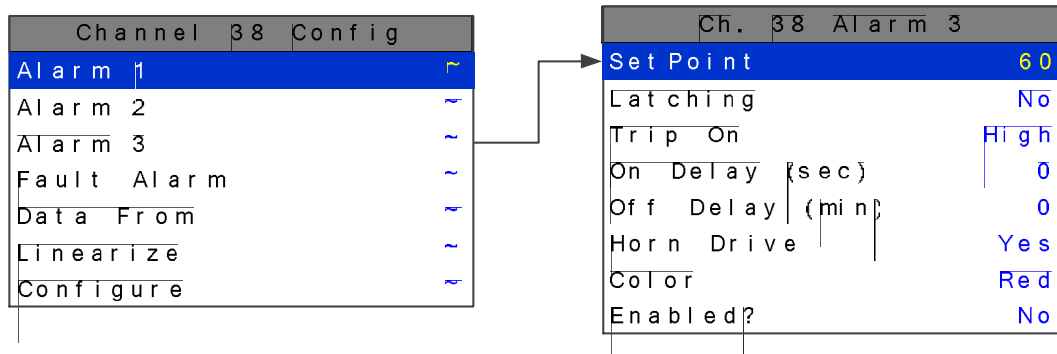 Channel 38 Config
Alarm 1 ~
Alarm 2 ~
Alarm 3 ~
Fault Alarm ~
Data From ~
Linearize ~
Configure ~
Ch. 38 Alarm 3
Set Point 60
Latching No
Trip On High
On Delay (sec) 0
Off Delay (min) 0
Horn Drive Yes
Color Red
Enabled? No